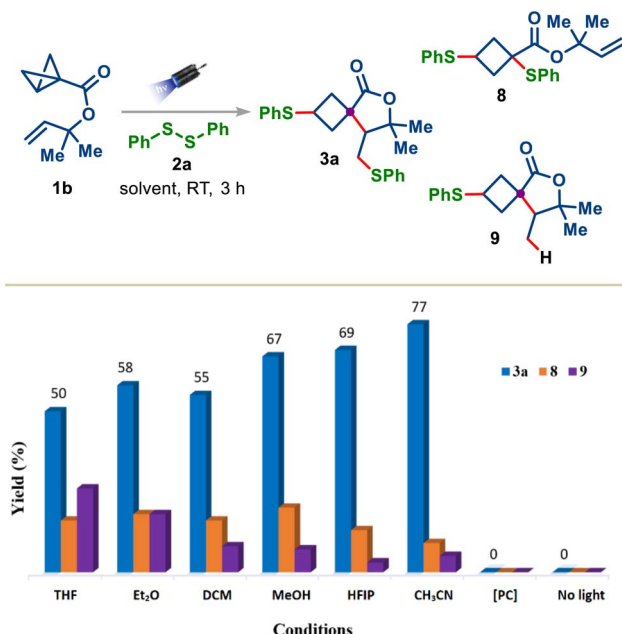 O
O
Me
Me
1b
hν
Ph
S
S
Ph
2a
solvent, RT, 3 h
O
O
PhS
Me
Me
SPh
3a
O
Me
Me
O
PhS
SPh
8
O
O
PhS
Me
Me
H
9
Yield (%)
50
58
55
67
69
77
0
0
3a
8
9
THF
Et₂O
DCM
MeOH
HFIP
CH₃CN
[PC]
No light
Conditions